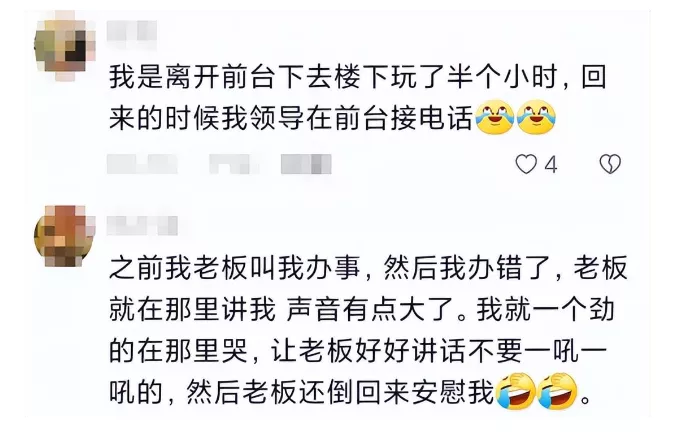 我是离开前台下去楼下玩了半个小时，回
来的时候我领导在前台接电话😂😂
4
之前我老板叫我办事，然后我办错了，老板
就在那里讲我 声音有点大了。我就一个劲
的在那里哭，让老板好好讲话不要一吼一
吼的，然后老板还倒回来安慰我🤣🤣。